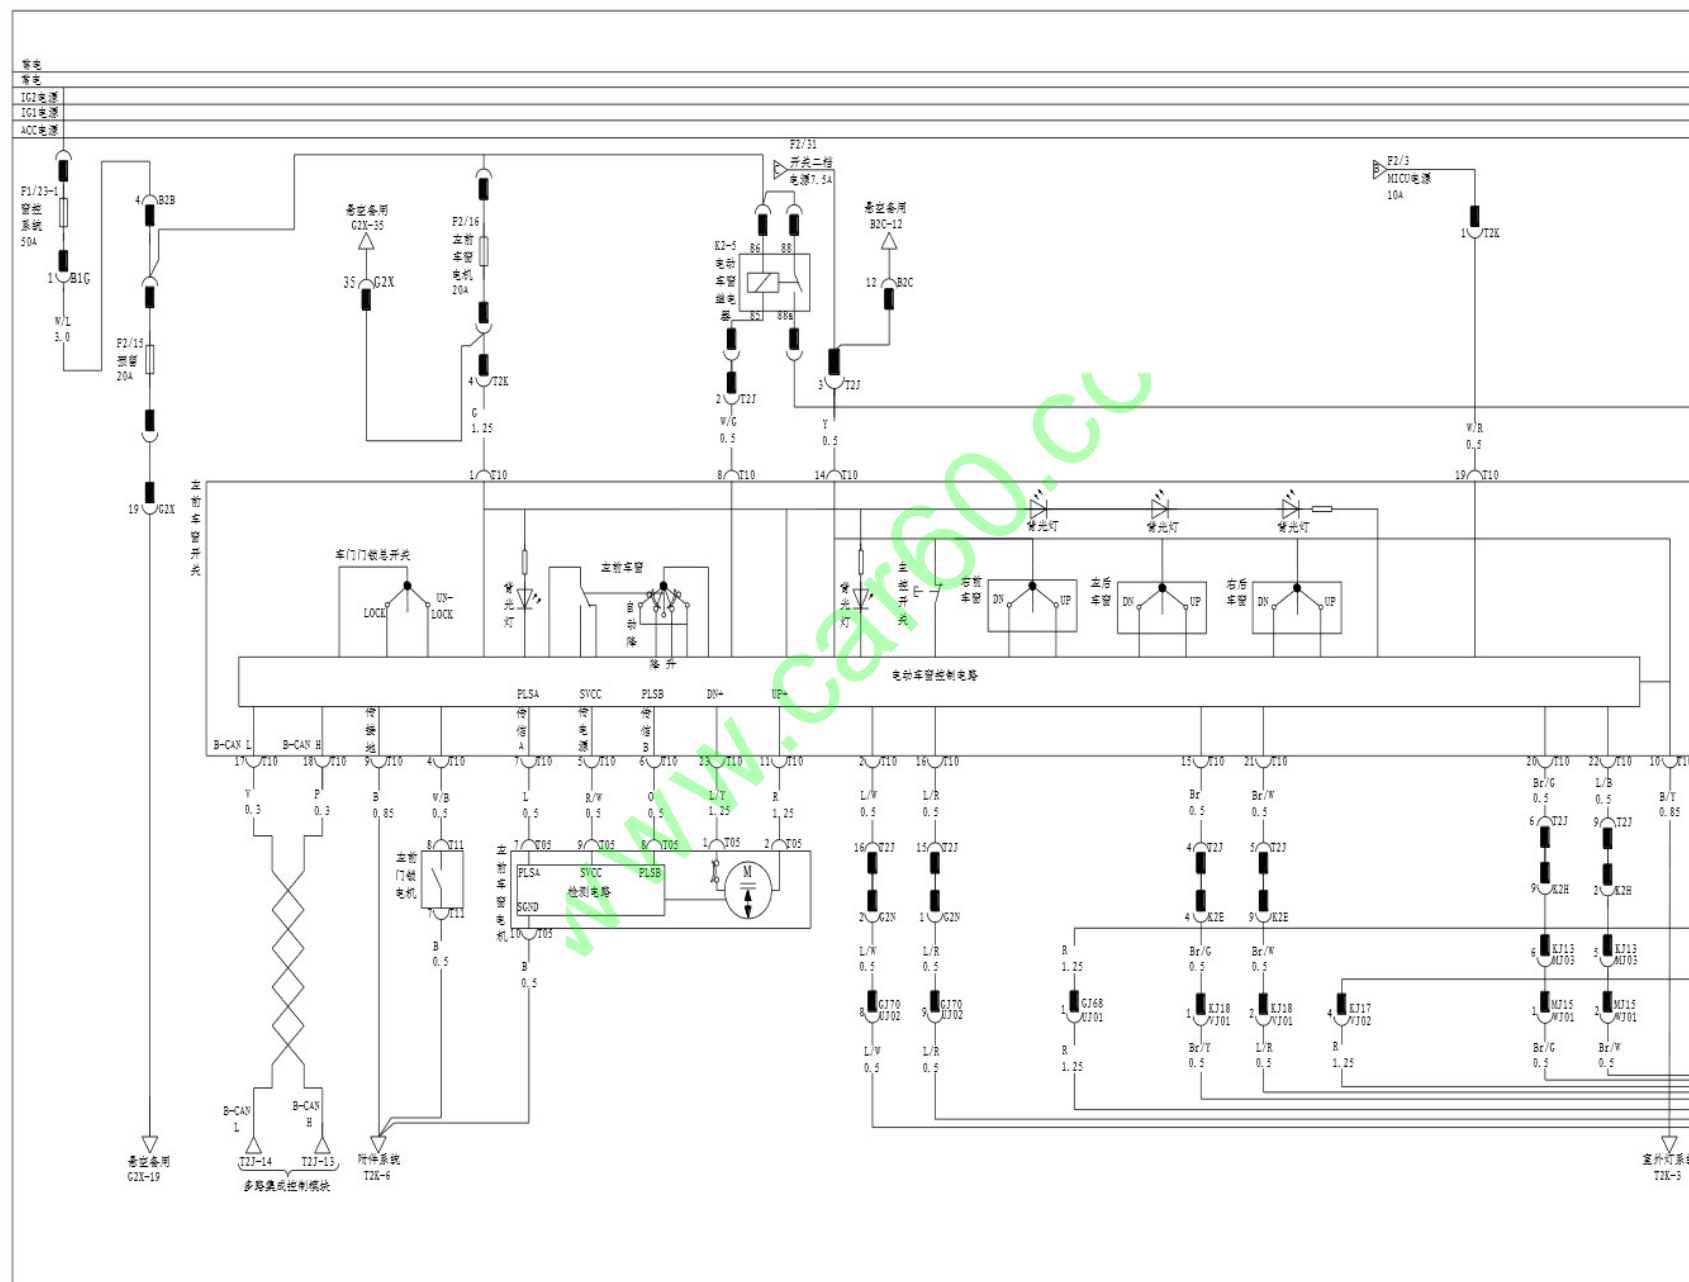 常电
常电
IG2电源
IG1电源
ACC电源
F1/23-1
窗控
系统
50A
1
B1G
W/L
3.0
4
B2B
F2/15
顶窗
20A
19
G2X
悬空备用
G2X-19
悬空备用
G2X-35
35
G2X
F2/16
左前
车窗
电机
20A
4
T2K
G
1.25
F2/31
开关二档
电源7.5A
K2-5
电动
车窗
继电
器
86
88
85
88a
2
T2J
W/G
0.5
悬空备用
B2C-12
12
B2C
3
T2J
Y
0.5
F2/3
MICU电源
10A
1
T2K
W/R
0.5
左前车窗开关
1
T10
8
T10
14
T10
19
T10
车门门锁总开关
LOCK
UN-
LOCK
背光灯
左前车窗
自动降
降 升
背光灯
主控开关
背光灯
背光灯
背光灯
右前
车窗
DN
UP
左后
车窗
DN
UP
右后
车窗
DN
UP
电动车窗控制电路
PLSA
SVCC
PLSB
DN+
UP+
B-CAN L
B-CAN H
17
T10
18
T10
9
T10
4
T10
7
T10
5
T10
6
T10
23
T10
11
T10
2
T10
16
T10
15
T10
21
T10
20
T10
22
T10
10
V
0.3
P
0.3
B
0.85
W/B
0.5
L
0.5
R/W
0.5
O
0.5
L/Y
1.25
R
1.25
L/W
0.5
L/R
0.5
Br
0.5
Br/W
0.5
Br/G
0.5
L/B
0.5
B/Y
0.85
左前
门锁
电机
8
T11
7
T11
B
0.5
左前车窗电机
7
T05
9
T05
8
T05
1
T05
2
T05
PLSA
SVCC
PLSB
检测电路
SGND
M
10
T05
B
0.5
16
T2J
15
T2J
4
T2J
5
T2J
6
T2J
9
T2J
2
G2N
1
G2N
4
K2E
9
K2E
9
K2H
2
K2H
L/W
0.5
L/R
0.5
R
1.25
Br/G
0.5
Br/W
0.5
6
KJ13
MJ03
5
KJ13
MJ03
8
GJ70
UJ02
9
GJ70
UJ02
1
GJ68
UJ01
1
KJ18
VJ01
2
KJ18
VJ01
4
KJ17
VJ02
1
MJ15
WJ01
2
MJ15
WJ01
L/W
0.5
L/R
0.5
R
1.25
Br/Y
0.5
L/R
0.5
R
1.25
Br/G
0.5
Br/W
0.5
B-CAN
L
B-CAN
H
T2J-14
T2J-13
多路集成控制模块
附件系统
T2K-6
室外灯系统
T2K-3
www.car60.co